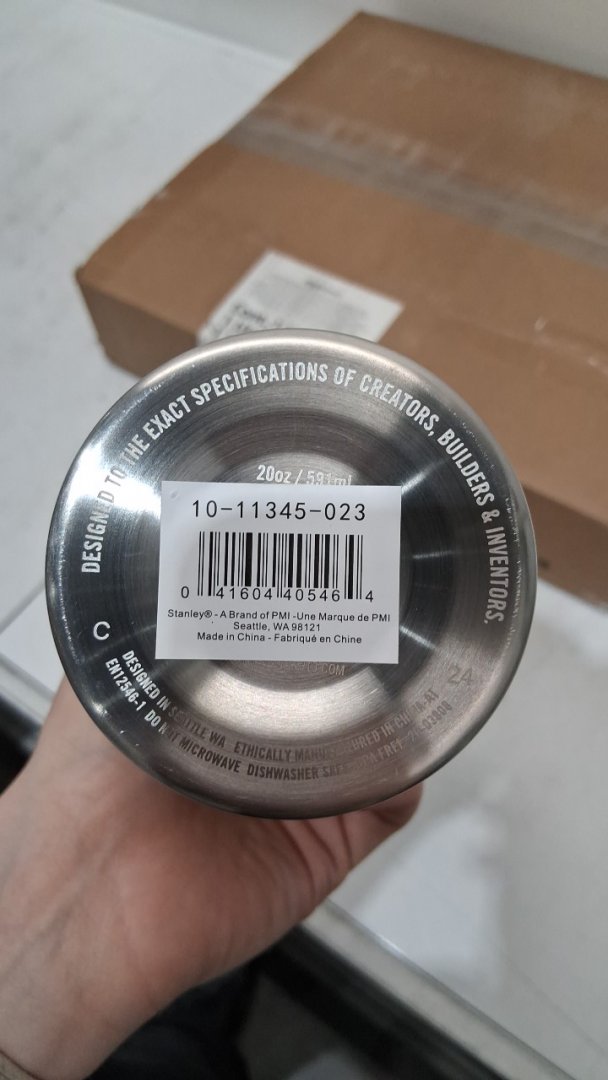 DESIGNED TO THE EXACT SPECIFICATIONS OF CREATORS, BUILDERS & INVENTORS.
20oz / 591ml
10-11345-023
0 41604 40546 4
Stanley® - A Brand of PMI -Une Marque de PMI
Seattle, WA 98121
Made in China - Fabriqué en Chine
C
24
DESIGNED IN SEATTLE WA ETHICALLY MANUFACTURED IN CHINA
EN12546-1 DO NOT MICROWAVE DISHWASHER SAFE FREE